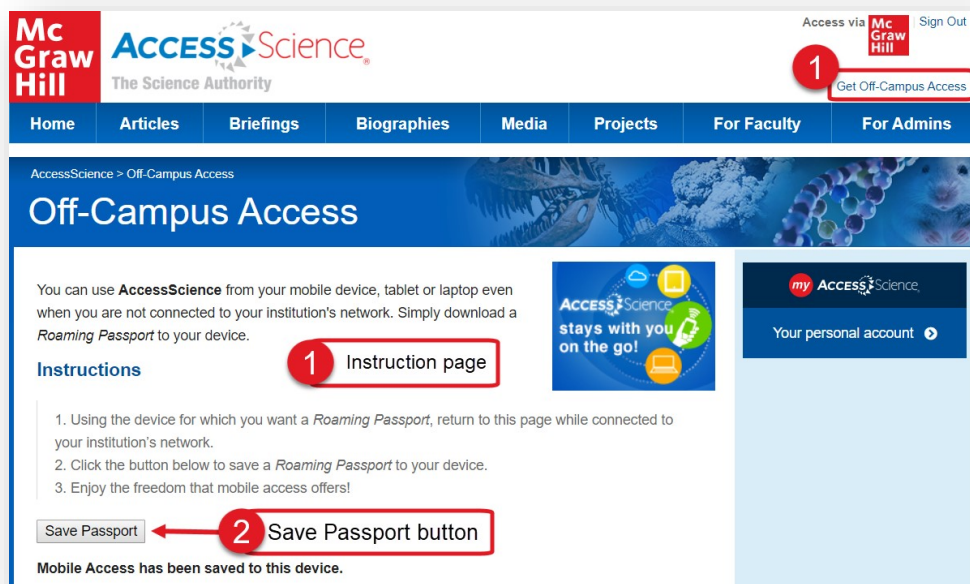 Mc
Graw
Hill
ACCESS Science®
The Science Authority
Access via
Mc
Graw
Hill
Sign Out
1
Get Off-Campus Access
Home Articles Briefings Biographies Media Projects For Faculty For Admins
AccessScience > Off-Campus Access
Off-Campus Access
You can use AccessScience from your mobile device, tablet or laptop even
when you are not connected to your institution's network. Simply download a
Roaming Passport to your device.
ACCESS Science
stays with you
on the go!
my ACCESS Science
Your personal account
Instructions
1 Instruction page
1. Using the device for which you want a Roaming Passport, return to this page while connected to
your institution's network.
2. Click the button below to save a Roaming Passport to your device.
3. Enjoy the freedom that mobile access offers!
Save Passport
2 Save Passport button
Mobile Access has been saved to this device.